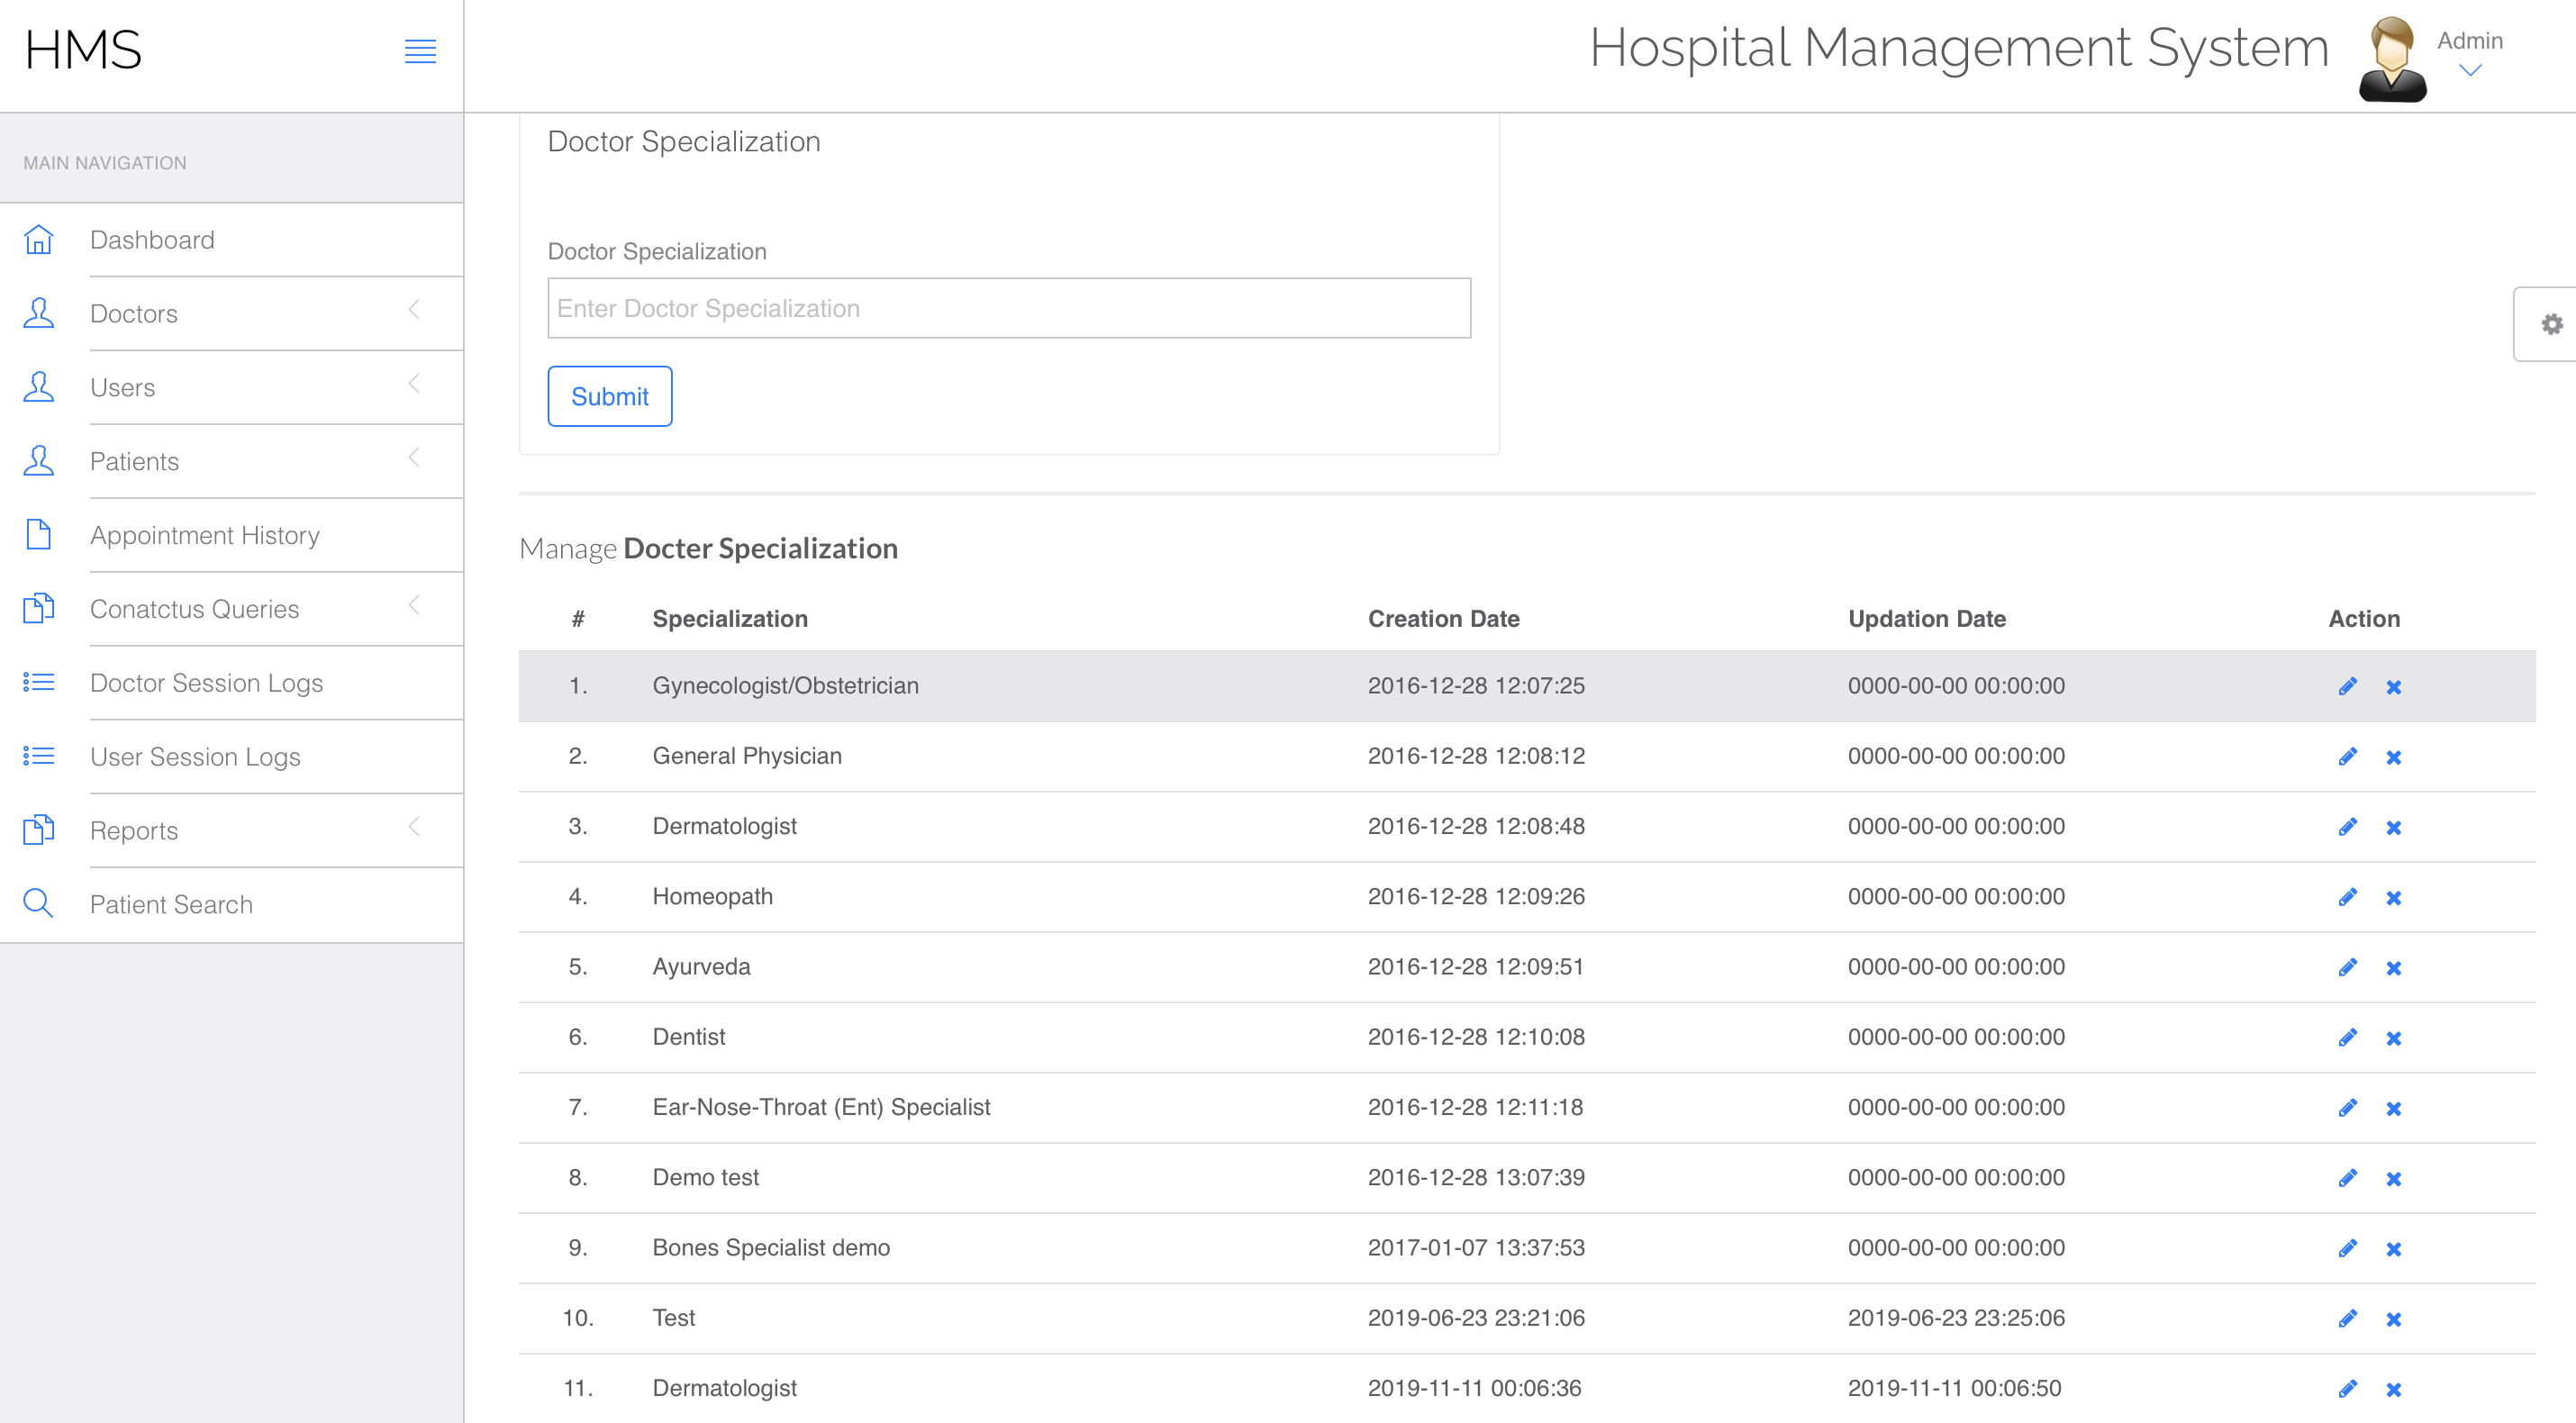 HMS
Hospital Management System
Admin
MAIN NAVIGATION
Dashboard
Doctors
Users
Patients
Appointment History
Conatctus Queries
Doctor Session Logs
User Session Logs
Reports
Patient Search
Doctor Specialization
Doctor Specialization
Enter Doctor Specialization
Submit
Manage Docter Specialization
# Specialization Creation Date Updation Date Action
1. Gynecologist/Obstetrician 2016-12-28 12:07:25 0000-00-00 00:00:00
2. General Physician 2016-12-28 12:08:12 0000-00-00 00:00:00
3. Dermatologist 2016-12-28 12:08:48 0000-00-00 00:00:00
4. Homeopath 2016-12-28 12:09:26 0000-00-00 00:00:00
5. Ayurveda 2016-12-28 12:09:51 0000-00-00 00:00:00
6. Dentist 2016-12-28 12:10:08 0000-00-00 00:00:00
7. Ear-Nose-Throat (Ent) Specialist 2016-12-28 12:11:18 0000-00-00 00:00:00
8. Demo test 2016-12-28 13:07:39 0000-00-00 00:00:00
9. Bones Specialist demo 2017-01-07 13:37:53 0000-00-00 00:00:00
10. Test 2019-06-23 23:21:06 2019-06-23 23:25:06
11. Dermatologist 2019-11-11 00:06:36 2019-11-11 00:06:50